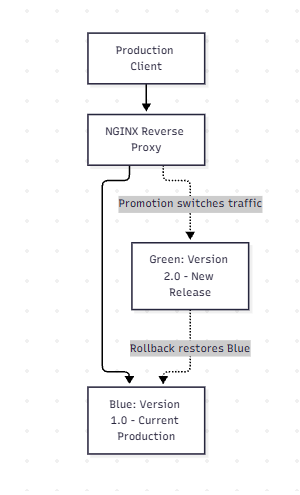 Production
Client
NGINX Reverse
Proxy
Promotion switches traffic
Green: Version
2.0 - New
Release
Rollback restores Blue
Blue: Version
1.0 - Current
Production